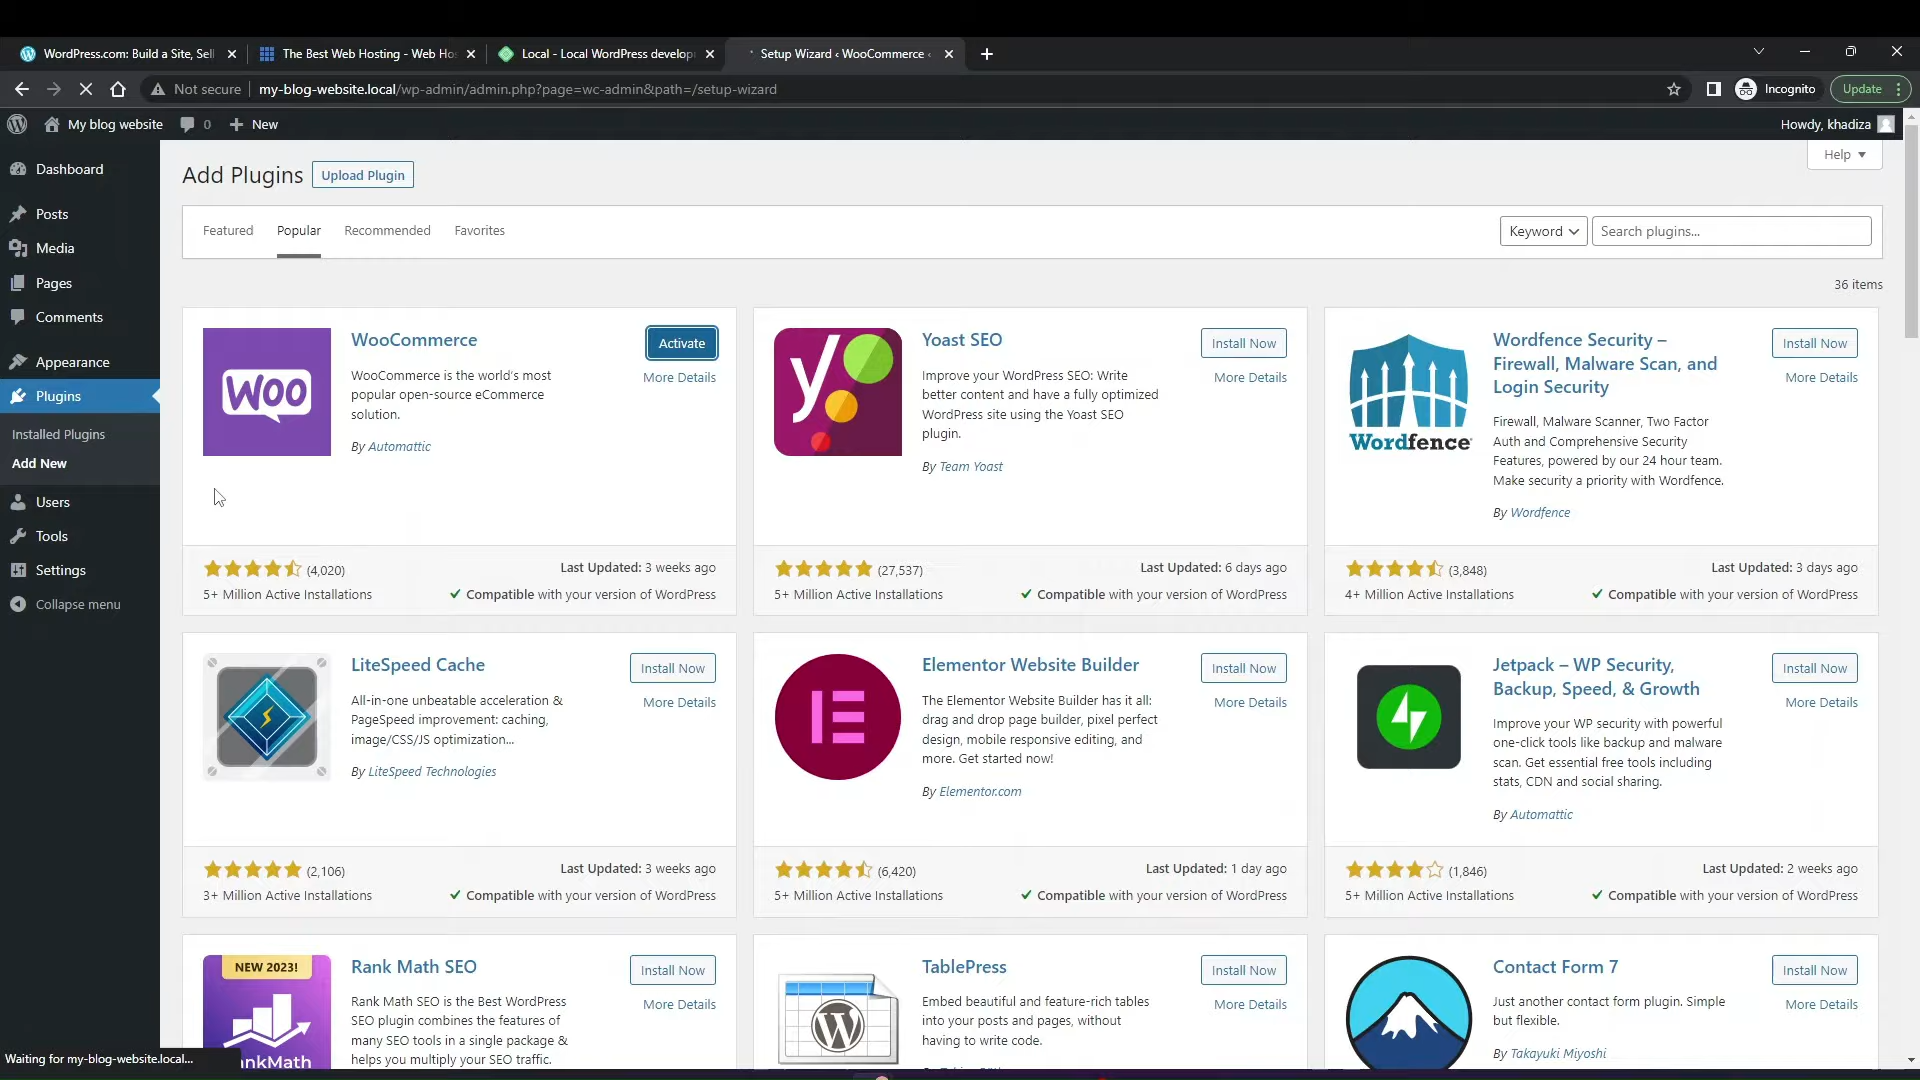 WordPress.com: Build a Site, Sell
The Best Web Hosting - Web Ho
Local - Local WordPress develop
Setup Wizard ‹ WooCommerce ‹
Not secure
my-blog-website.local/wp-admin/admin.php?page=wc-admin&path=/setup-wizard
Incognito
Update
My blog website
0
New
Howdy, khadiza
Dashboard
Posts
Media
Pages
Comments
Appearance
Plugins
Installed Plugins
Add New
Users
Tools
Settings
Collapse menu
Add Plugins
Upload Plugin
Help
Featured
Popular
Recommended
Favorites
Keyword
Search plugins...
36 items
WOO
WooCommerce
Activate
More Details
WooCommerce is the world's most
popular open-source eCommerce
solution.
By Automattic
(4,020)
5+ Million Active Installations
Last Updated: 3 weeks ago
Compatible with your version of WordPress
y
Yoast SEO
Install Now
More Details
Improve your WordPress SEO: Write
better content and have a fully optimized
WordPress site using the Yoast SEO
plugin.
By Team Yoast
(27,537)
5+ Million Active Installations
Last Updated: 6 days ago
Compatible with your version of WordPress
Wordfence
Wordfence Security –
Firewall, Malware Scan, and
Login Security
Install Now
More Details
Firewall, Malware Scanner, Two Factor
Auth and Comprehensive Security
Features, powered by our 24 hour team.
Make security a priority with Wordfence.
By Wordfence
(3,848)
4+ Million Active Installations
Last Updated: 3 days ago
Compatible with your version of WordPress
LiteSpeed Cache
Install Now
More Details
All-in-one unbeatable acceleration &
PageSpeed improvement: caching,
image/CSS/JS optimization...
By LiteSpeed Technologies
(2,106)
3+ Million Active Installations
Last Updated: 3 weeks ago
Compatible with your version of WordPress
Elementor Website Builder
Install Now
More Details
The Elementor Website Builder has it all:
drag and drop page builder, pixel perfect
design, mobile responsive editing, and
more. Get started now!
By Elementor.com
(6,420)
5+ Million Active Installations
Last Updated: 1 day ago
Compatible with your version of WordPress
Jetpack – WP Security,
Backup, Speed, & Growth
Install Now
More Details
Improve your WP security with powerful
one-click tools like backup and malware
scan. Get essential free tools including
stats, CDN and social sharing.
By Automattic
(1,846)
5+ Million Active Installations
Last Updated: 2 weeks ago
Compatible with your version of WordPress
NEW 2023!
nkMath
Rank Math SEO
Install Now
More Details
Rank Math SEO is the Best WordPress
SEO plugin combines the features of
many SEO tools in a single package &
helps you multiply your SEO traffic.
TablePress
Install Now
More Details
Embed beautiful and feature-rich tables
into your posts and pages, without
having to write code.
Contact Form 7
Install Now
More Details
Just another contact form plugin. Simple
but flexible.
By Takayuki Miyoshi
Waiting for my-blog-website.local...